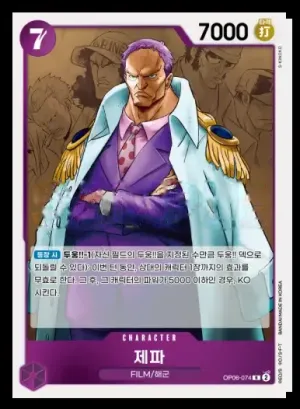 7
7000
打
등장 시 두웅!!-1(자신 필드의 두웅!!을 지정된 수만큼 두웅!! 덱으로
되돌릴 수 있다): 이번 턴 동안, 상대의 캐릭터 1장까지의 효과를
무효로 한다. 그 후, 그 캐릭터의 파워가 5000 이하인 경우, KO
시킨다.
CHARACTER
제파
FILM/해군
OP06-074 R 2